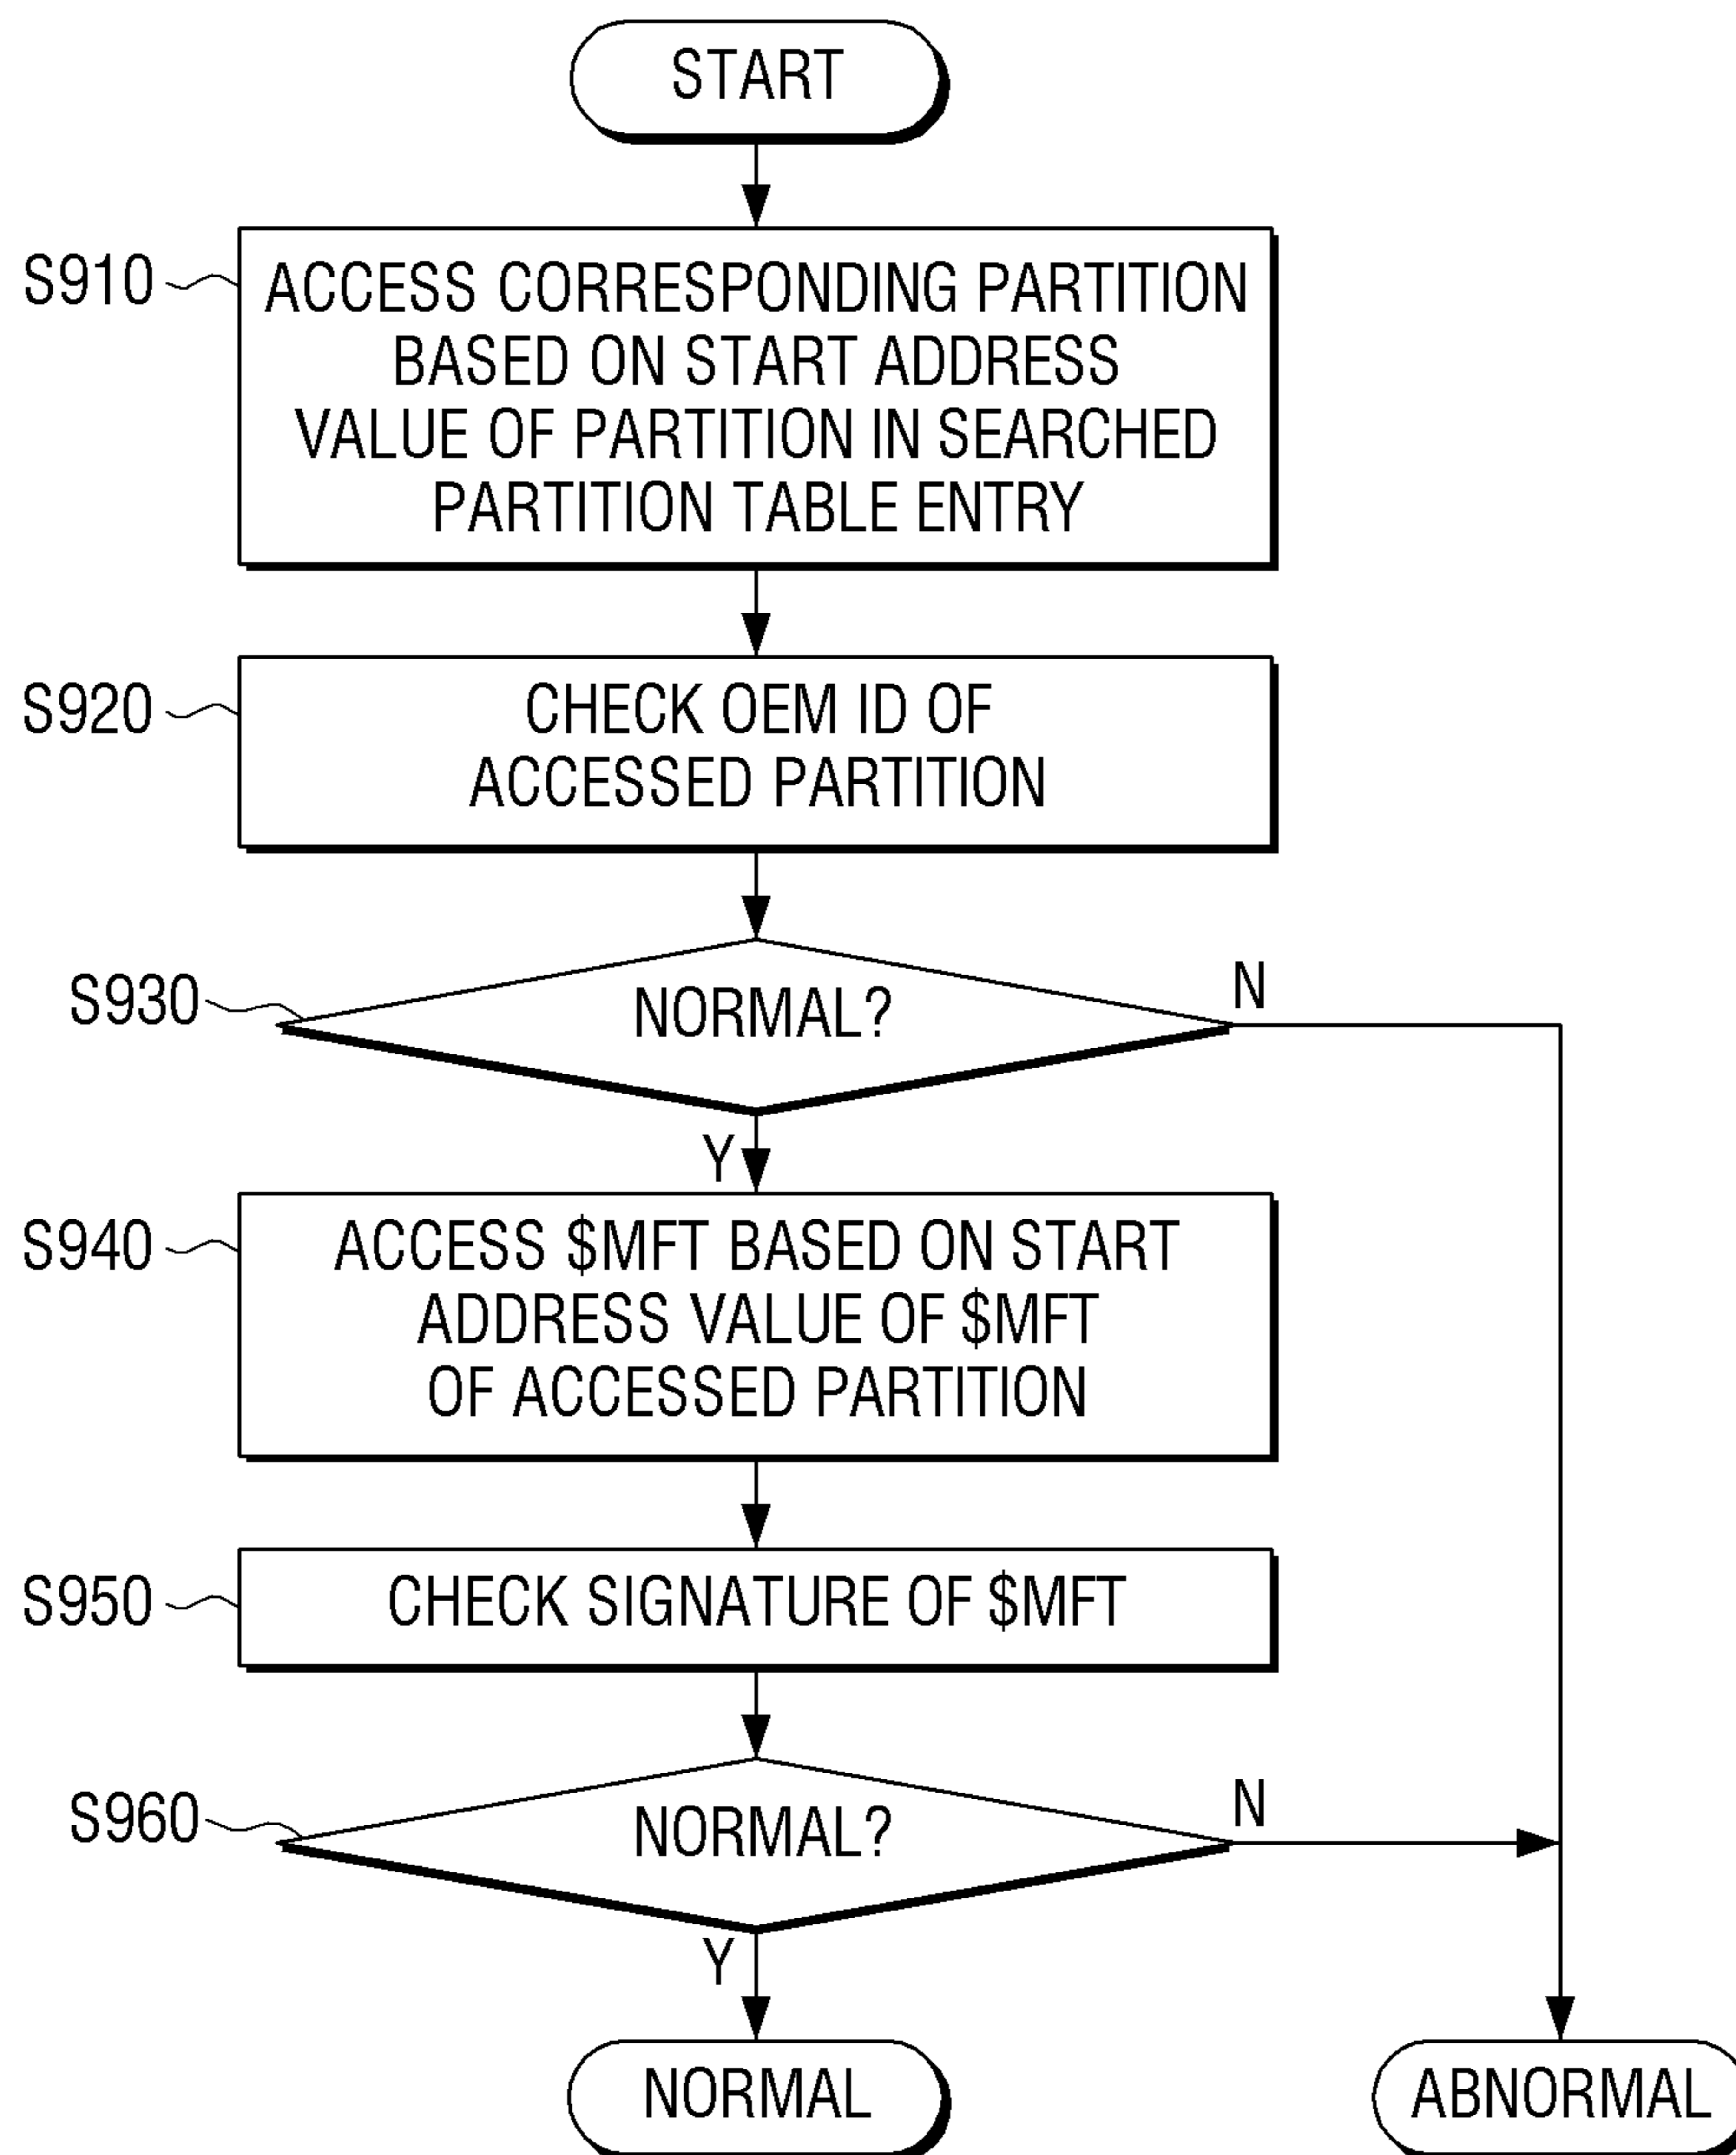 START
S910
ACCESS CORRESPONDING PARTITION
BASED ON START ADDRESS
VALUE OF PARTITION IN SEARCHED
PARTITION TABLE ENTRY
S920
CHECK OEM ID OF
ACCESSED PARTITION
S930
NORMAL?
N
Y
S940
ACCESS $MFT BASED ON START
ADDRESS VALUE OF $MFT
OF ACCESSED PARTITION
S950
CHECK SIGNATURE OF $MFT
S960
NORMAL?
N
Y
NORMAL
ABNORMAL